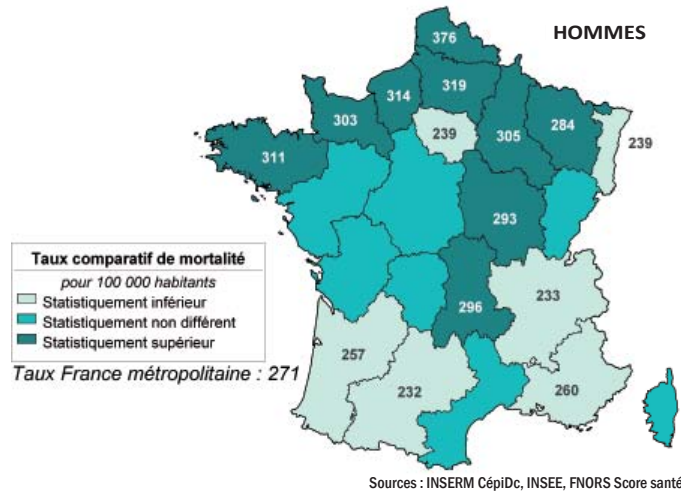 HOMMES
376
319
314
303
239
305
284
239
311
293
296
233
257
232
260
Taux comparatif de mortalité
pour 100 000 habitants
Statistiquement inférieur
Statistiquement non différent
Statistiquement supérieur
Taux France métropolitaine : 271
Sources : INSERM CépiDc, INSEE, FNORS Score santé